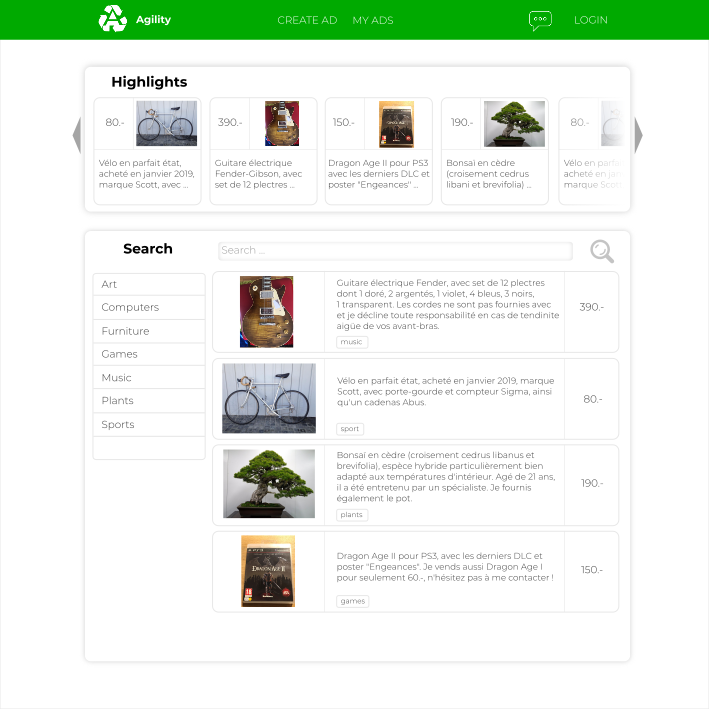 Agility
CREATE AD
MY ADS
LOGIN
Highlights
80.-
Vélo en parfait état,
acheté en janvier 2019,
marque Scott, avec ...
390.-
Guitare électrique
Fender-Gibson, avec
set de 12 plectres ...
150.-
Dragon Age II pour PS3
avec les derniers DLC et
poster "Engeances" ...
190.-
Bonsaï en cèdre
(croisement cedrus
libani et brevifolia) ...
80.-
Vélo en parf
acheté en jan
marque Scot
Search
Search ...
Art
Computers
Furniture
Games
Music
Plants
Sports
Guitare électrique Fender, avec set de 12 plectres
dont 1 doré, 2 argentés, 1 violet, 4 bleus, 3 noirs,
1 transparent. Les cordes ne sont pas fournies avec
et je décline toute responsabilité en cas de tendinite
aigüe de vos avant-bras.
music
390.-
Vélo en parfait état, acheté en janvier 2019, marque
Scott, avec porte-gourde et compteur Sigma, ainsi
qu'un cadenas Abus.
sport
80.-
Bonsaï en cèdre (croisement cedrus libanus et
brevifolia), espèce hybride particulièrement bien
adapté aux températures d'intérieur. Agé de 21 ans,
il a été entretenu par un spécialiste. Je fournis
également le pot.
plants
190.-
DRAGON AGE II
Dragon Age II pour PS3, avec les derniers DLC et
poster "Engeances". Je vends aussi Dragon Age I
pour seulement 60.-, n'hésitez pas à me contacter !
games
150.-